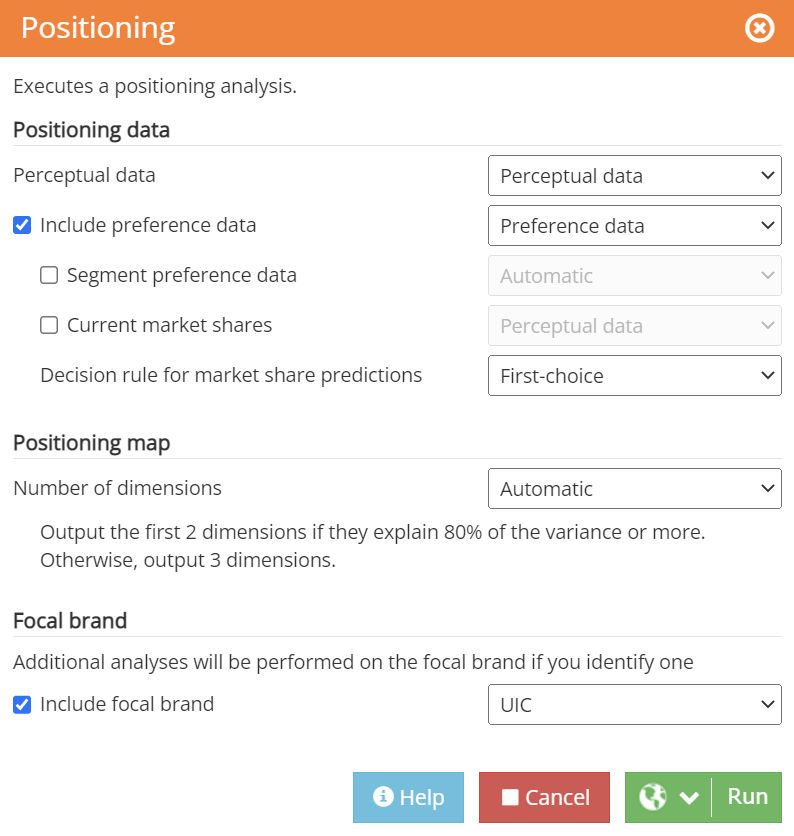 Positioning
Executes a positioning analysis.
Positioning data
Perceptual data Perceptual data
Include preference data Preference data
Segment preference data Automatic
Current market shares Perceptual data
Decision rule for market share predictions First-choice
Positioning map
Number of dimensions Automatic
Output the first 2 dimensions if they explain 80% of the variance or more.
Otherwise, output 3 dimensions.
Focal brand
Additional analyses will be performed on the focal brand if you identify one
Include focal brand UIC
Help Cancel Run